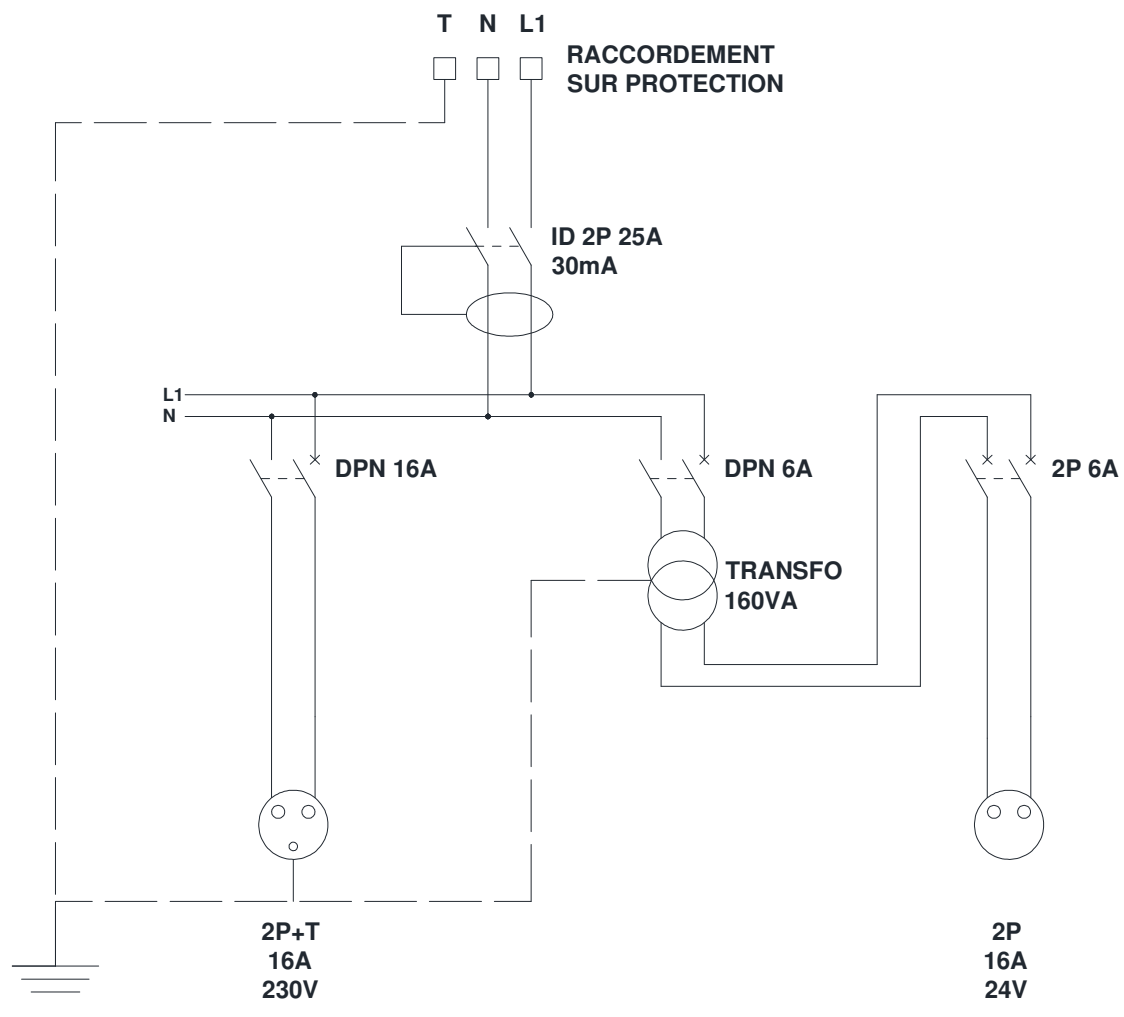 T N L1
RACCORDEMENT
SUR PROTECTION
ID 2P 25A
30mA
L1
N
DPN 16A
DPN 6A
2P 6A
TRANSFO
160VA
2P+T
16A
230V
2P
16A
24V